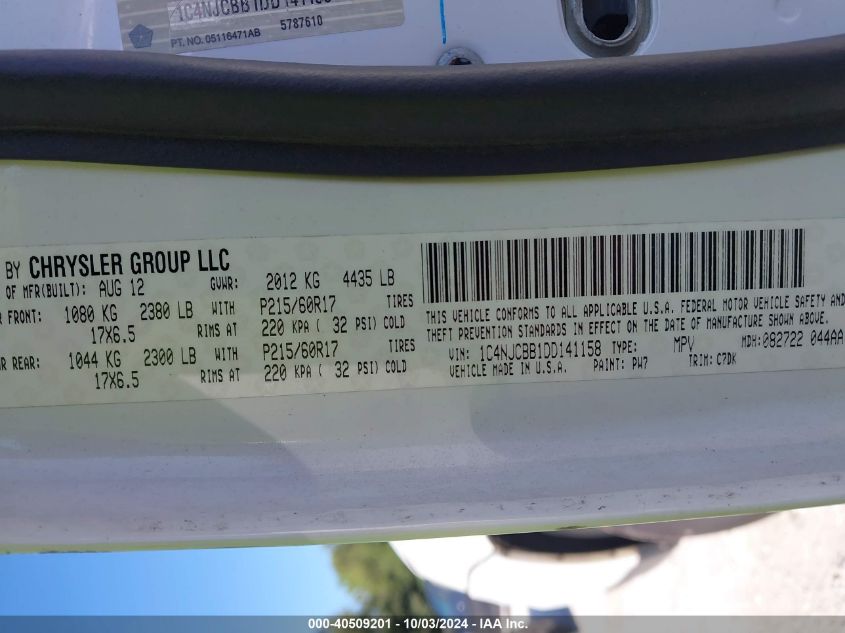 1C4NJCBB1DD141158
5787610
PT. NO. 05116471AB
BY CHRYSLER GROUP LLC
OF MFR(BUILT): AUG 12 GVWR: 2012 KG 4435 LB
FRONT: 1080 KG 2380 LB WITH P215/60R17 TIRES
17X6.5 RIMS AT 220 KPA ( 32 PSI) COLD
REAR: 1044 KG 2300 LB WITH P215/60R17 TIRES
17X6.5 RIMS AT 220 KPA ( 32 PSI) COLD
THIS VEHICLE CONFORMS TO ALL APPLICABLE U.S.A. FEDERAL MOTOR VEHICLE SAFETY AND
THEFT PREVENTION STANDARDS IN EFFECT ON THE DATE OF MANUFACTURE SHOWN ABOVE.
VIN: 1C4NJCBB1DD141158 TYPE: MPV MDH: 082722 044AA
VEHICLE MADE IN U.S.A. PAINT: PW7 TRIM: C7DK
000-40509201 - 10/03/2024 - IAA Inc.